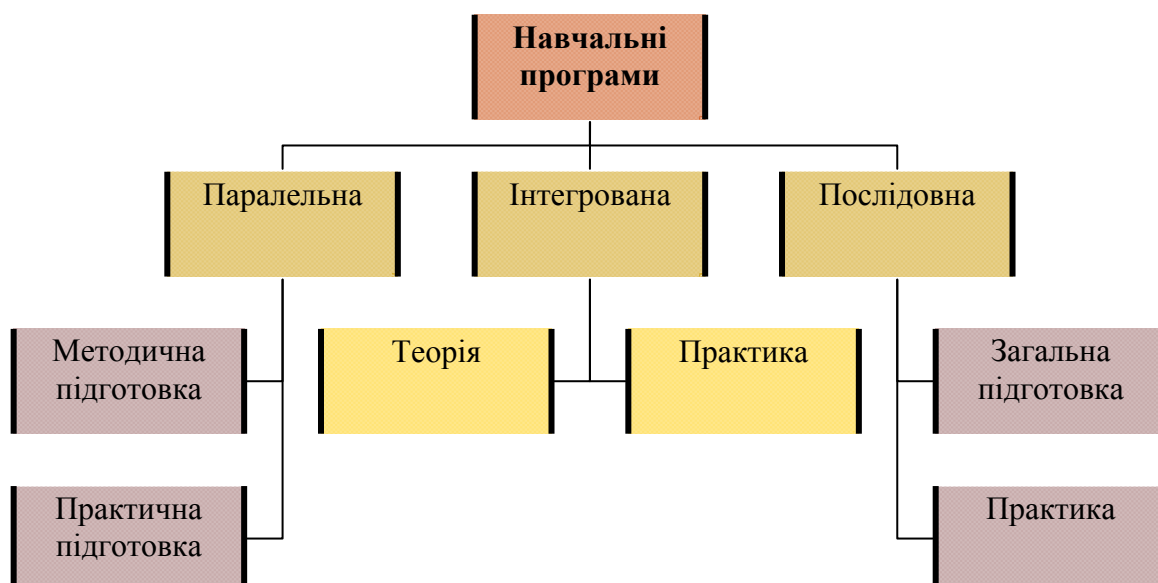 Навчальні
програми
Паралельна
Інтегрована
Послідовна
Методична
підготовка
Теорія
Практика
Загальна
підготовка
Практична
підготовка
Практика